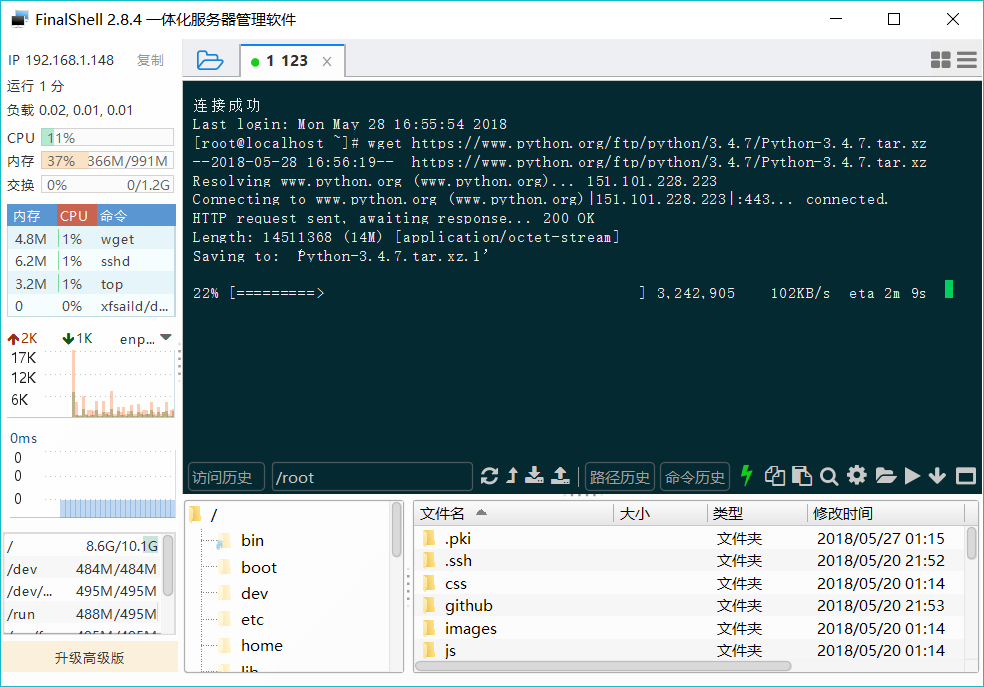 FinalShell 2.8.4 一体化服务器管理软件
IP 192.168.1.148 复制
运行 1 分
负载 0.02, 0.01, 0.01
CPU 11%
内存 37% 366M/991M
交换 0% 0/1.2G
内存 CPU 命令
4.8M 1% wget
6.2M 1% sshd
3.2M 1% top
0 0% xfsaild/d...
2K 1K enp...
17K
12K
6K
0ms
0
0
0
/ 8.6G/10.1G
/dev 484M/484M
/dev/... 495M/495M
/run 488M/495M
升级高级版
1 123
连接成功
Last login: Mon May 28 16:55:54 2018
[root@localhost ~]# wget https://www.python.org/ftp/python/3.4.7/Python-3.4.7.tar.xz
--2018-05-28 16:56:19-- https://www.python.org/ftp/python/3.4.7/Python-3.4.7.tar.xz
Resolving www.python.org (www.python.org)... 151.101.228.223
Connecting to www.python.org (www.python.org)|151.101.228.223|:443... connected.
HTTP request sent, awaiting response... 200 OK
Length: 14511368 (14M) [application/octet-stream]
Saving to: ‘Python-3.4.7.tar.xz.1’
22% [=========> ] 3,242,905 102KB/s eta 2m 9s
访问历史 /root 路径历史 命令历史
/
bin
boot
dev
etc
home
lib
文件名 大小 类型 修改时间
.pki 文件夹 2018/05/27 01:15
.ssh 文件夹 2018/05/20 21:52
css 文件夹 2018/05/20 01:14
github 文件夹 2018/05/20 21:53
images 文件夹 2018/05/20 01:14
js 文件夹 2018/05/20 01:14